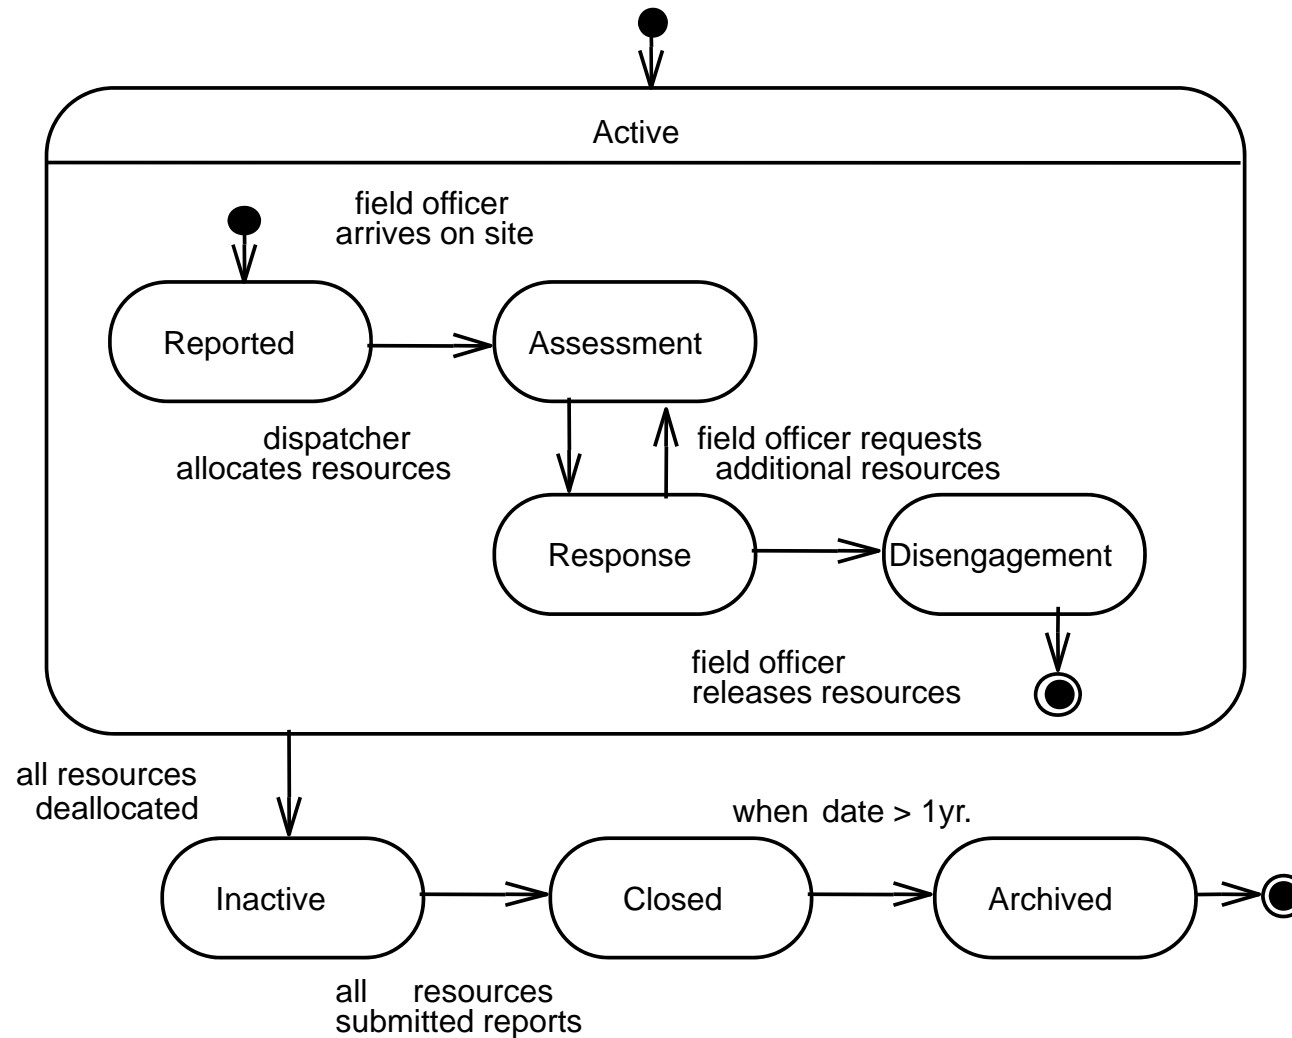 Active
field officer
arrives on site
Reported
Assessment
dispatcher
allocates resources
field officer requests
additional resources
Response
Disengagement
field officer
releases resources
all resources
deallocated
when date > 1yr.
Inactive
Closed
Archived
all resources
submitted reports